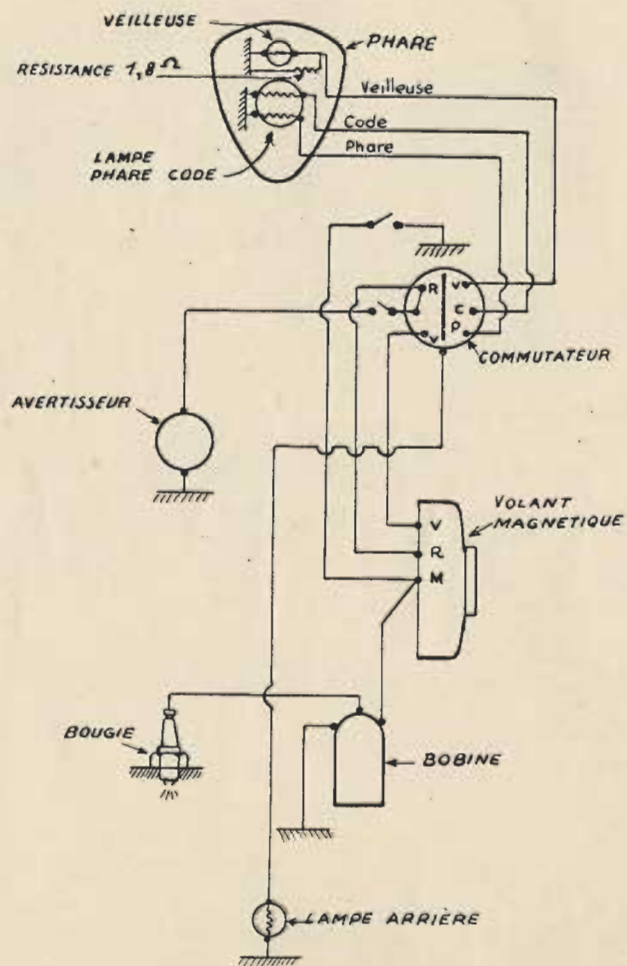 VEILLEUSE
PHARE
RESISTANCE 1,8 Ω
Veilleuse
Code
Phare
LAMPE
PHARE CODE
R
V
C
P
V
COMMUTATEUR
AVERTISSEUR
VOLANT
MAGNETIQUE
V
R
M
BOUGIE
BOBINE
LAMPE ARRIÈRE